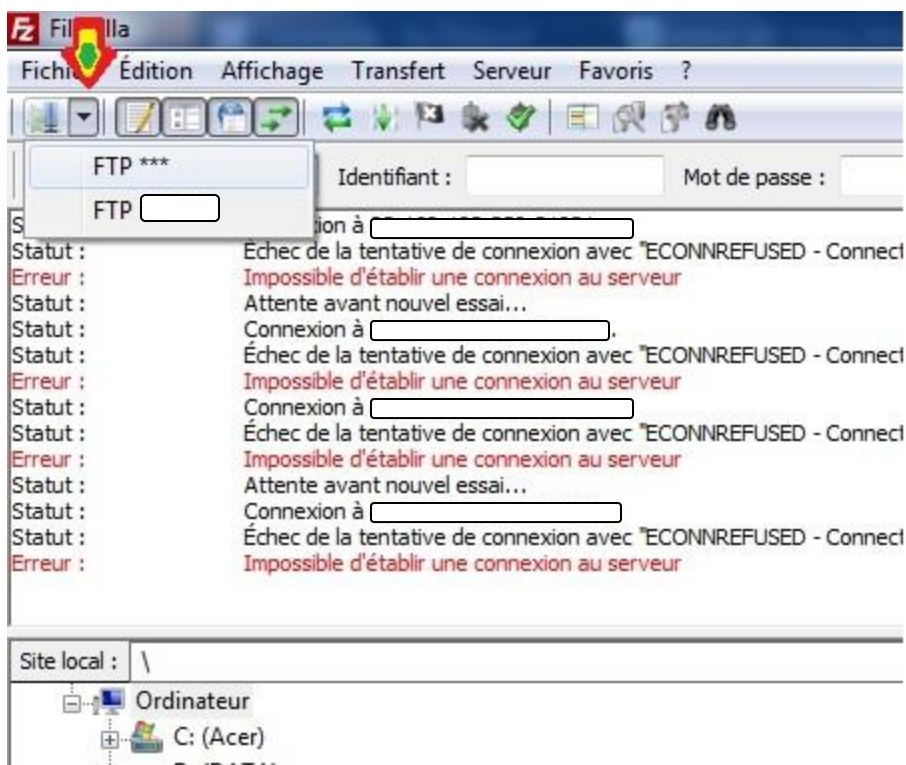 Fichier Édition Affichage Transfert Serveur Favoris ?
FTP ***
FTP
Identifiant :
Mot de passe :
Statut : Échec de la tentative de connexion avec "ECONNREFUSED - Connect
Erreur : Impossible d'établir une connexion au serveur
Statut : Attente avant nouvel essai...
Statut : Connexion à
Statut : Échec de la tentative de connexion avec "ECONNREFUSED - Connect
Erreur : Impossible d'établir une connexion au serveur
Statut : Connexion à
Statut : Échec de la tentative de connexion avec "ECONNREFUSED - Connect
Erreur : Impossible d'établir une connexion au serveur
Statut : Attente avant nouvel essai...
Statut : Connexion à
Statut : Échec de la tentative de connexion avec "ECONNREFUSED - Connect
Erreur : Impossible d'établir une connexion au serveur
Site local : \
Ordinateur
C: (Acer)